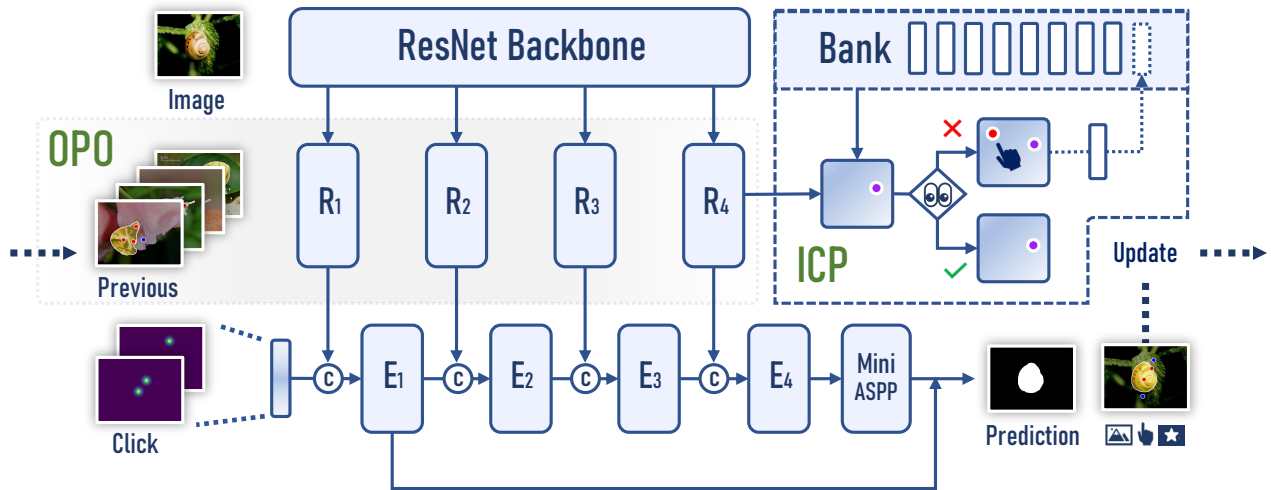 ResNet Backbone
Bank
Image
OPO
R1
R2
R3
R4
Previous
ICP
Update
C
C
C
C
E1
E2
E3
E4
Mini
ASPP
Click
Prediction